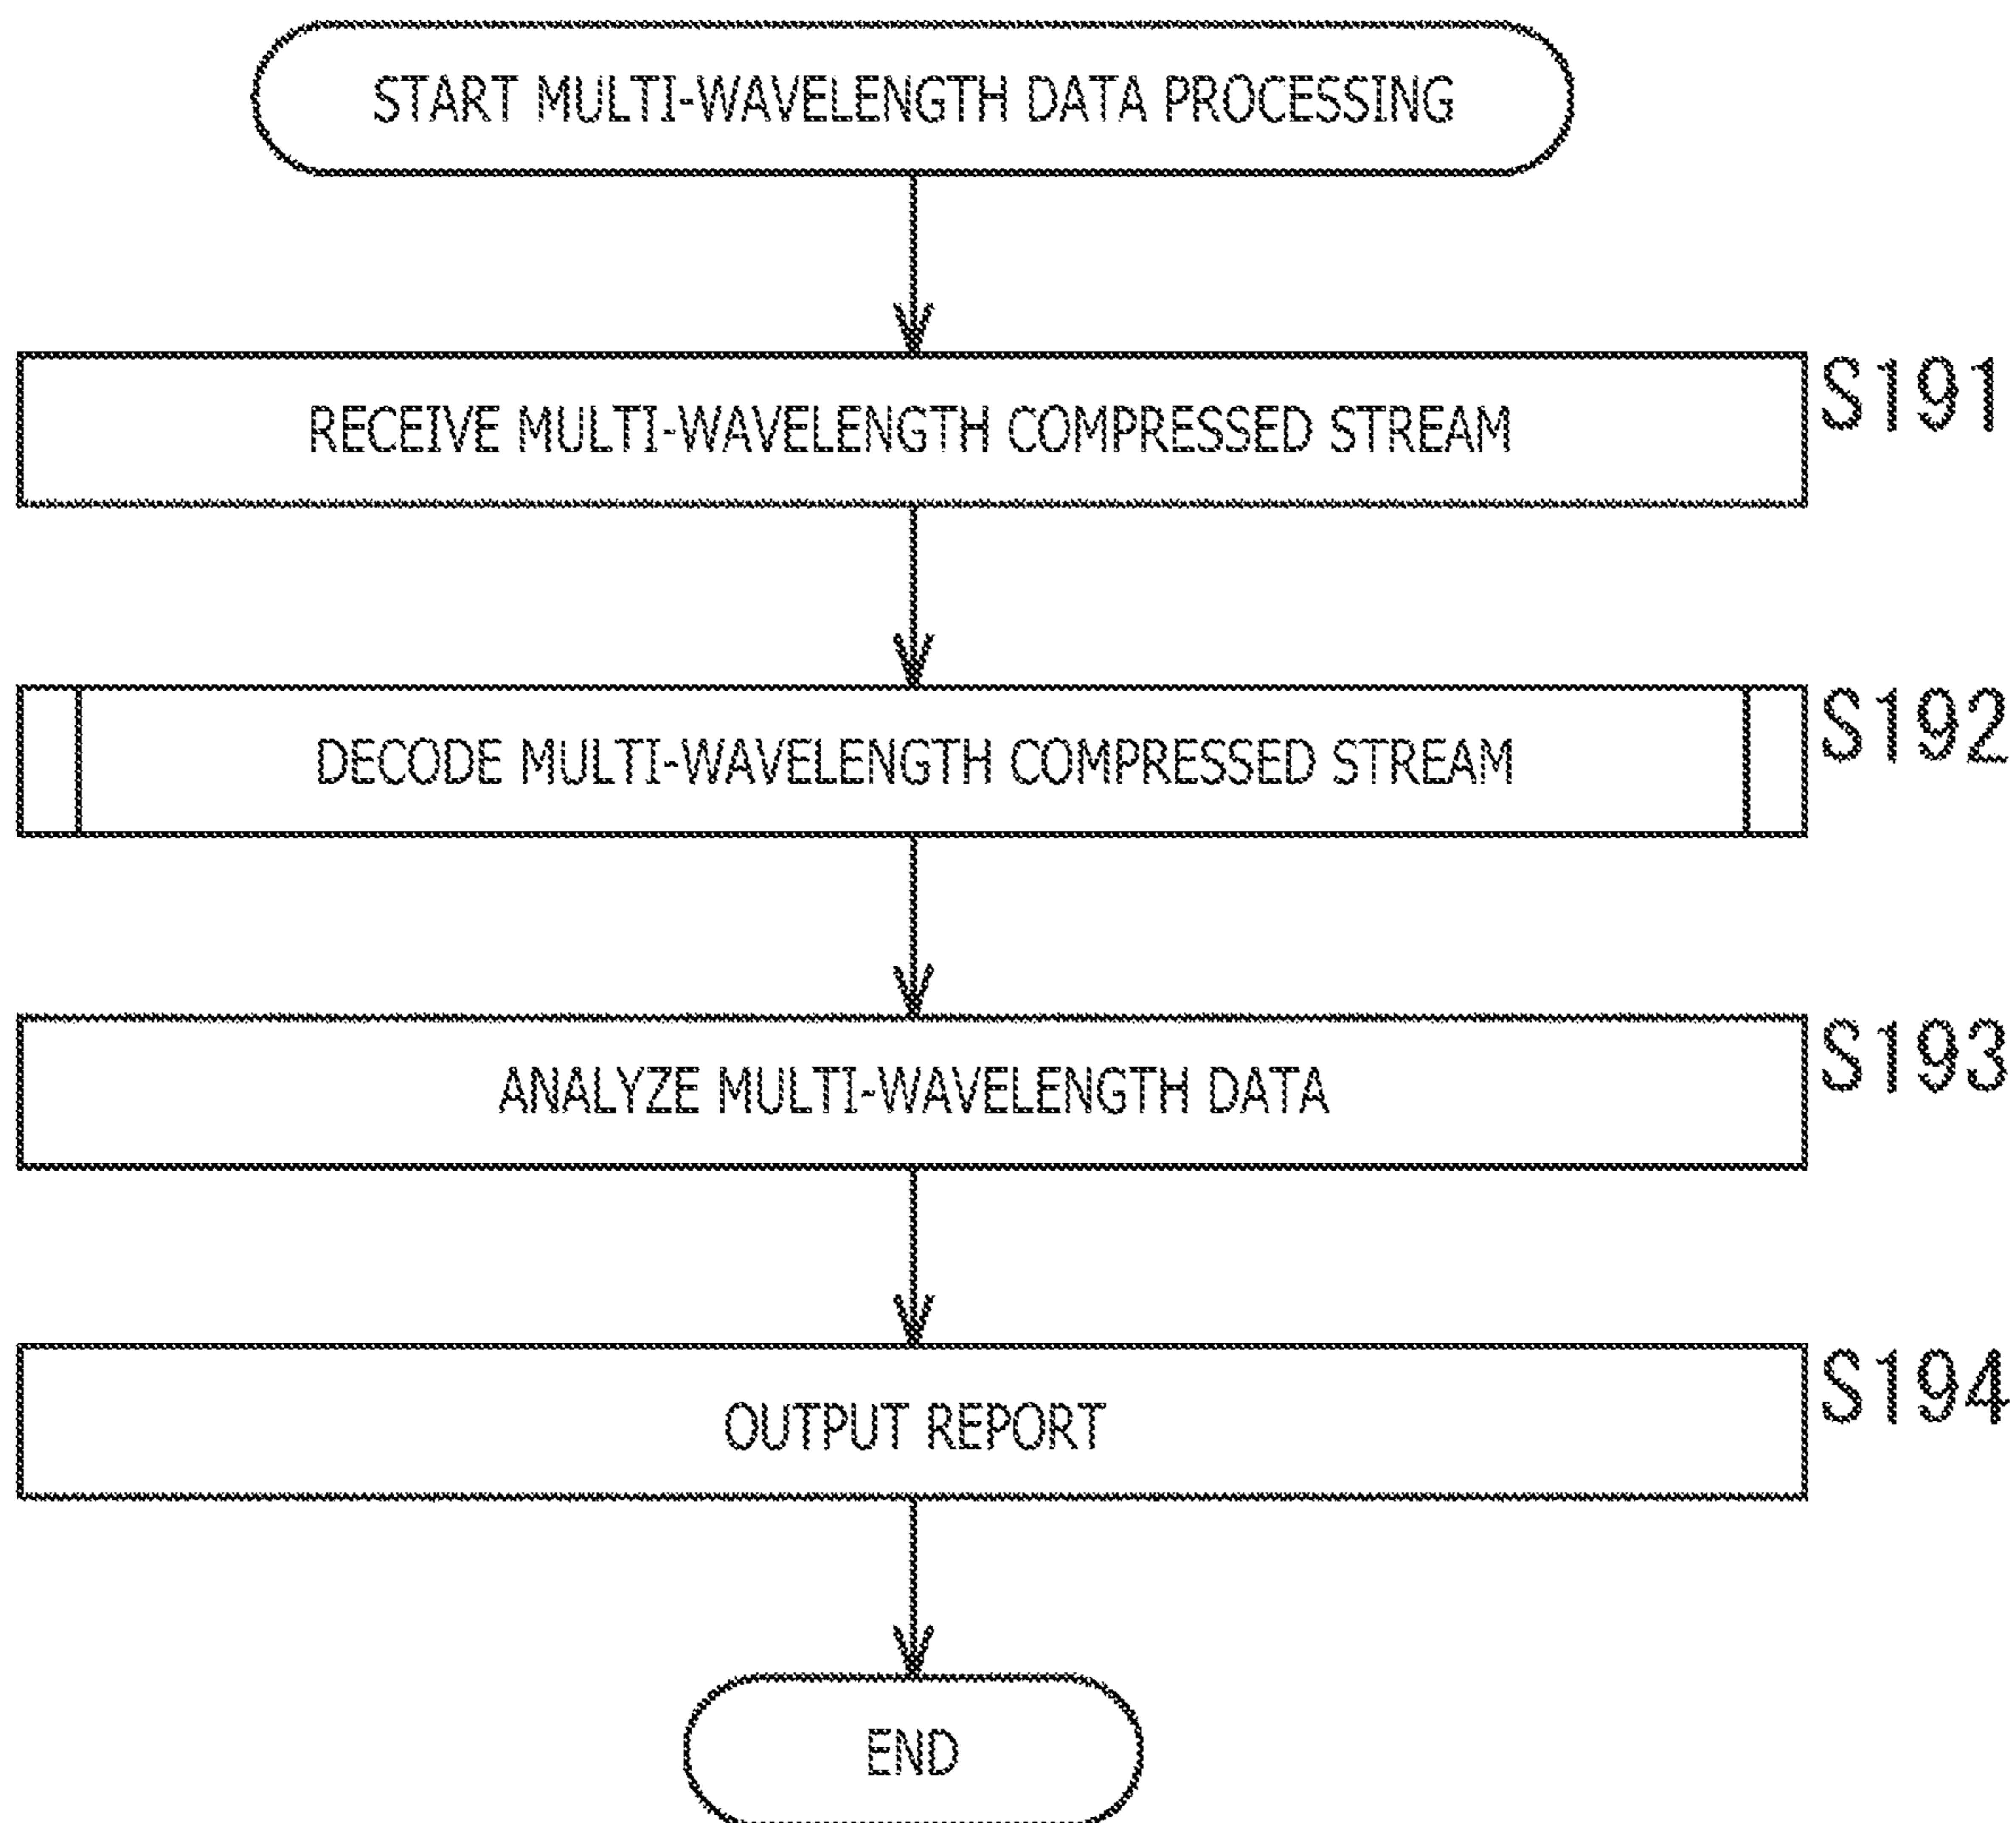 START MULTI-WAVELENGTH DATA PROCESSING
RECEIVE MULTI-WAVELENGTH COMPRESSED STREAM
S191
DECODE MULTI-WAVELENGTH COMPRESSED STREAM
S192
ANALYZE MULTI-WAVELENGTH DATA
S193
OUTPUT REPORT
S194
END